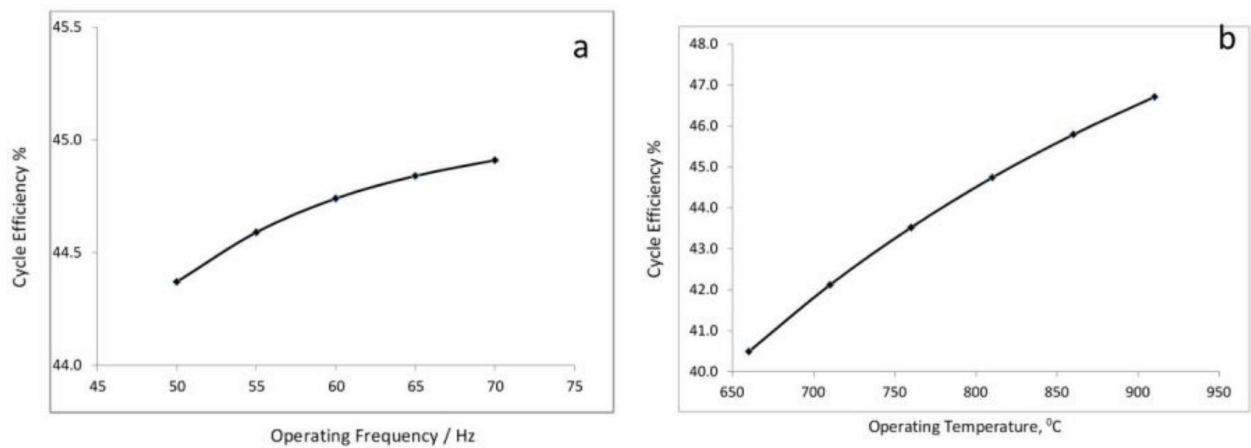 a
45.5
45.0
44.5
44.0
Cycle Efficiency %
45 50 55 60 65 70 75
Operating Frequency / Hz
b
48.0
47.0
46.0
45.0
44.0
43.0
42.0
41.0
40.0
Cycle Efficiency %
650 700 750 800 850 900 950
Operating Temperature, ⁰C